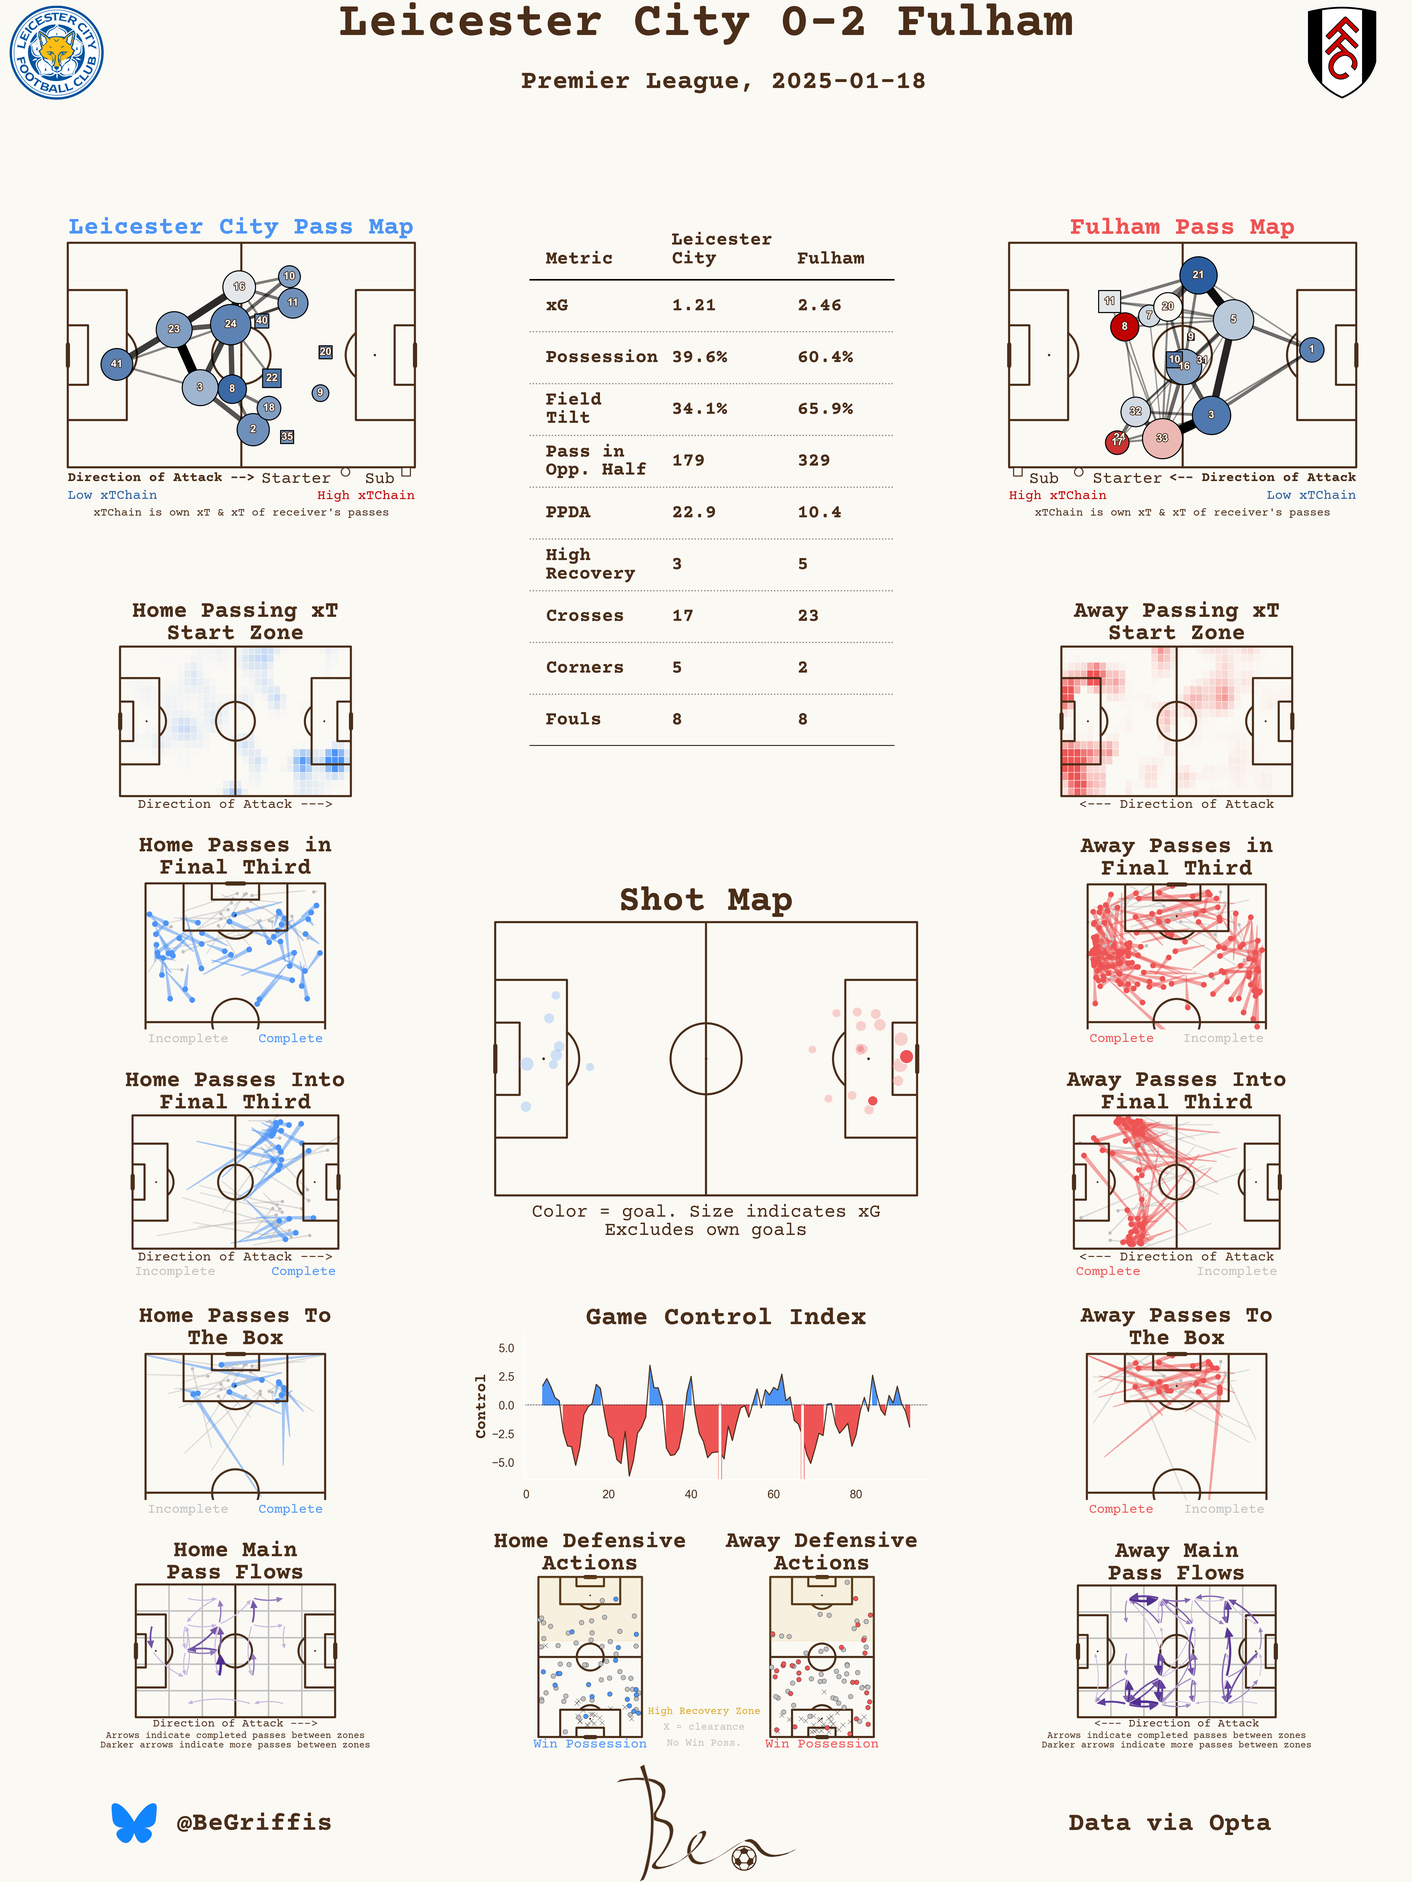 Leicester City 0-2 Fulham
Premier League, 2025-01-18
LEICESTER CITY
FOOTBALL CLUB
FFC
Leicester City Pass Map
16
10
11
23
24
40
20
41
3
8
22
9
18
2
35
Direction of Attack --> Starter Sub
Low xTChain High xTChain
xTChain is own xT & xT of receiver's passes
Metric Leicester City Fulham
xG 1.21 2.46
Possession 39.6% 60.4%
Field Tilt 34.1% 65.9%
Pass in Opp. Half 179 329
PPDA 22.9 10.4
High Recovery 3 5
Crosses 17 23
Corners 5 2
Fouls 8 8
Fulham Pass Map
21
11
20
7
8
5
9
10
31
16
1
32
3
24
17
33
Sub Starter <-- Direction of Attack
High xTChain Low xTChain
xTChain is own xT & xT of receiver's passes
Home Passing xT
Start Zone
Direction of Attack --->
Away Passing xT
Start Zone
<--- Direction of Attack
Home Passes in
Final Third
Incomplete Complete
Away Passes in
Final Third
Complete Incomplete
Shot Map
Color = goal. Size indicates xG
Excludes own goals
Home Passes Into
Final Third
Direction of Attack --->
Incomplete Complete
Away Passes Into
Final Third
<--- Direction of Attack
Complete Incomplete
Home Passes To
The Box
Incomplete Complete
Game Control Index
Control
5.0
2.5
0.0
−2.5
−5.0
0 20 40 60 80
Away Passes To
The Box
Complete Incomplete
Home Main
Pass Flows
Direction of Attack --->
Arrows indicate completed passes between zones
Darker arrows indicate more passes between zones
Home Defensive
Actions
Win Possession
High Recovery Zone
X = clearance
No Win Poss.
Away Defensive
Actions
Win Possession
Away Main
Pass Flows
<--- Direction of Attack
Arrows indicate completed passes between zones
Darker arrows indicate more passes between zones
@BeGriffis
Ben
Data via Opta